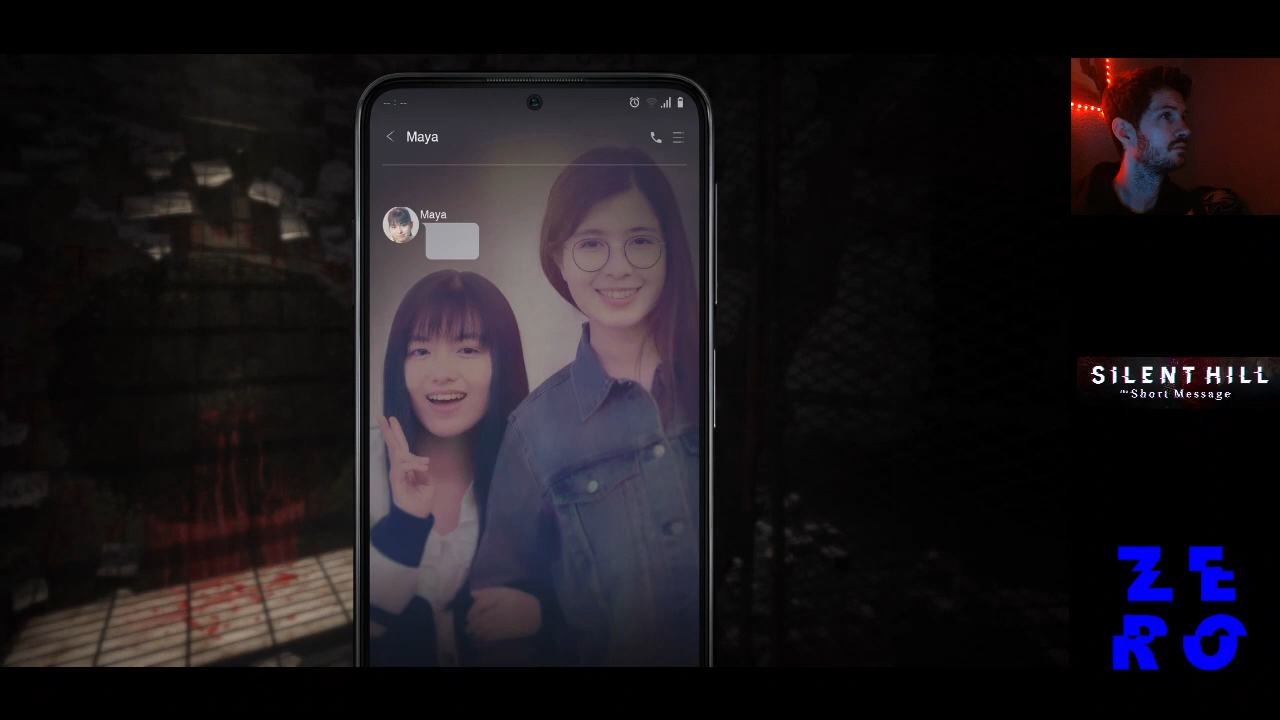 -- : --
Maya
Maya
SILENT HILL
The Short Message
ZE
RO